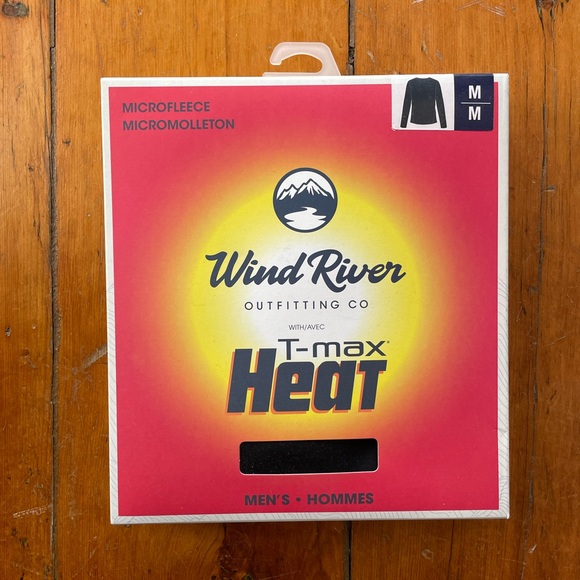 MICROFLEECE
MICROMOLLETON
M
M
Wind River
OUTFITTING CO
WITH/AVEC
T-max®
Heat
MEN'S • HOMMES